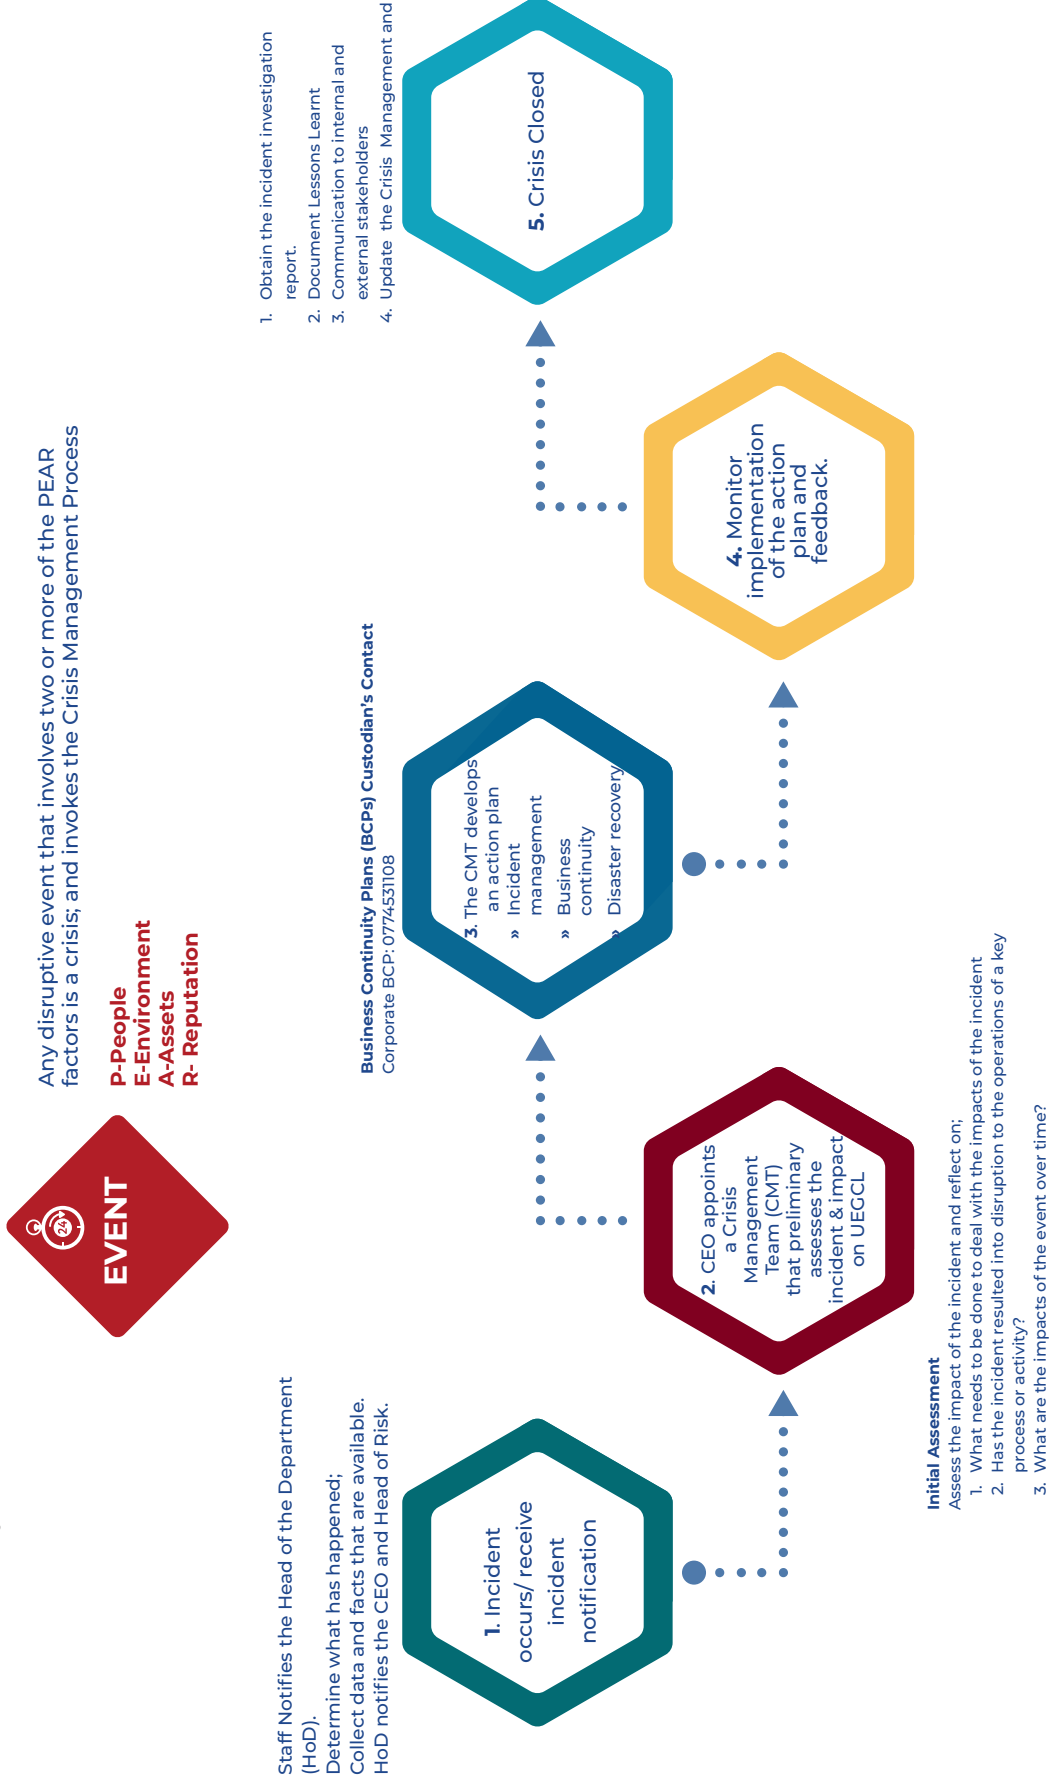 24
EVENT
Any disruptive event that involves two or more of the PEAR
factors is a crisis; and invokes the Crisis Management Process
P-People
E-Environment
A-Assets
R- Reputation
Staff Notifies the Head of the Department
(HoD).
Determine what has happened;
Collect data and facts that are available.
HoD notifies the CEO and Head of Risk.
1. Incident
occurs/ receive
incident
notification
2. CEO appoints
a Crisis
Management
Team (CMT)
that preliminary
assesses the
incident & impact
on UEGCL
Initial Assessment
Assess the impact of the incident and reflect on;
1. What needs to be done to deal with the impacts of the incident
2. Has the incident resulted into disruption to the operations of a key
process or activity?
3. What are the impacts of the event over time?
Business Continuity Plans (BCPs) Custodian's Contact
Corporate BCP: 0774531108
3. The CMT develops
an action plan
» Incident
management
» Business
continuity
» Disaster recovery
4. Monitor
implementation
of the action
plan and
feedback.
1. Obtain the incident investigation
report.
2. Document Lessons Learnt
3. Communication to internal and
external stakeholders
4. Update the Crisis Management and
5. Crisis Closed